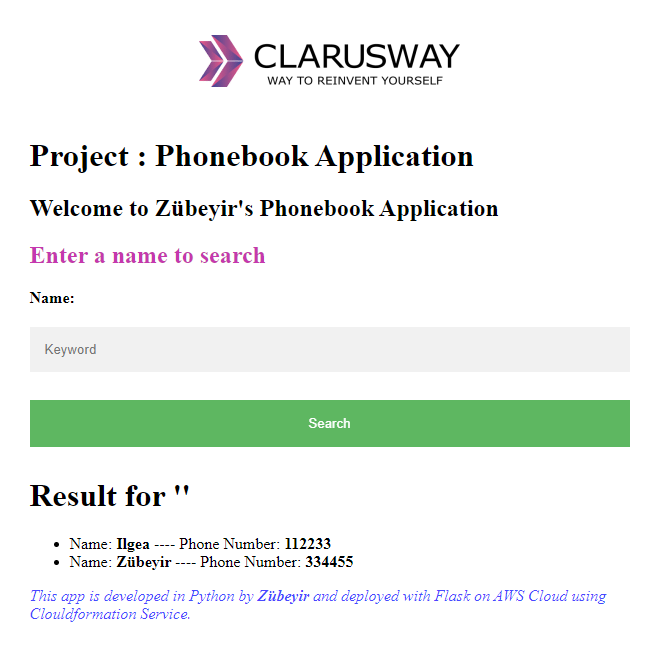 CLARUSWAY
WAY TO REINVENT YOURSELF
Project : Phonebook Application
Welcome to Zübeyir's Phonebook Application
Enter a name to search
Name:
Keyword
Search
Result for ''
Name: Ilgea ---- Phone Number: 112233
Name: Zübeyir ---- Phone Number: 334455
This app is developed in Python by Zübeyir and deployed with Flask on AWS Cloud using
Clouldformation Service.